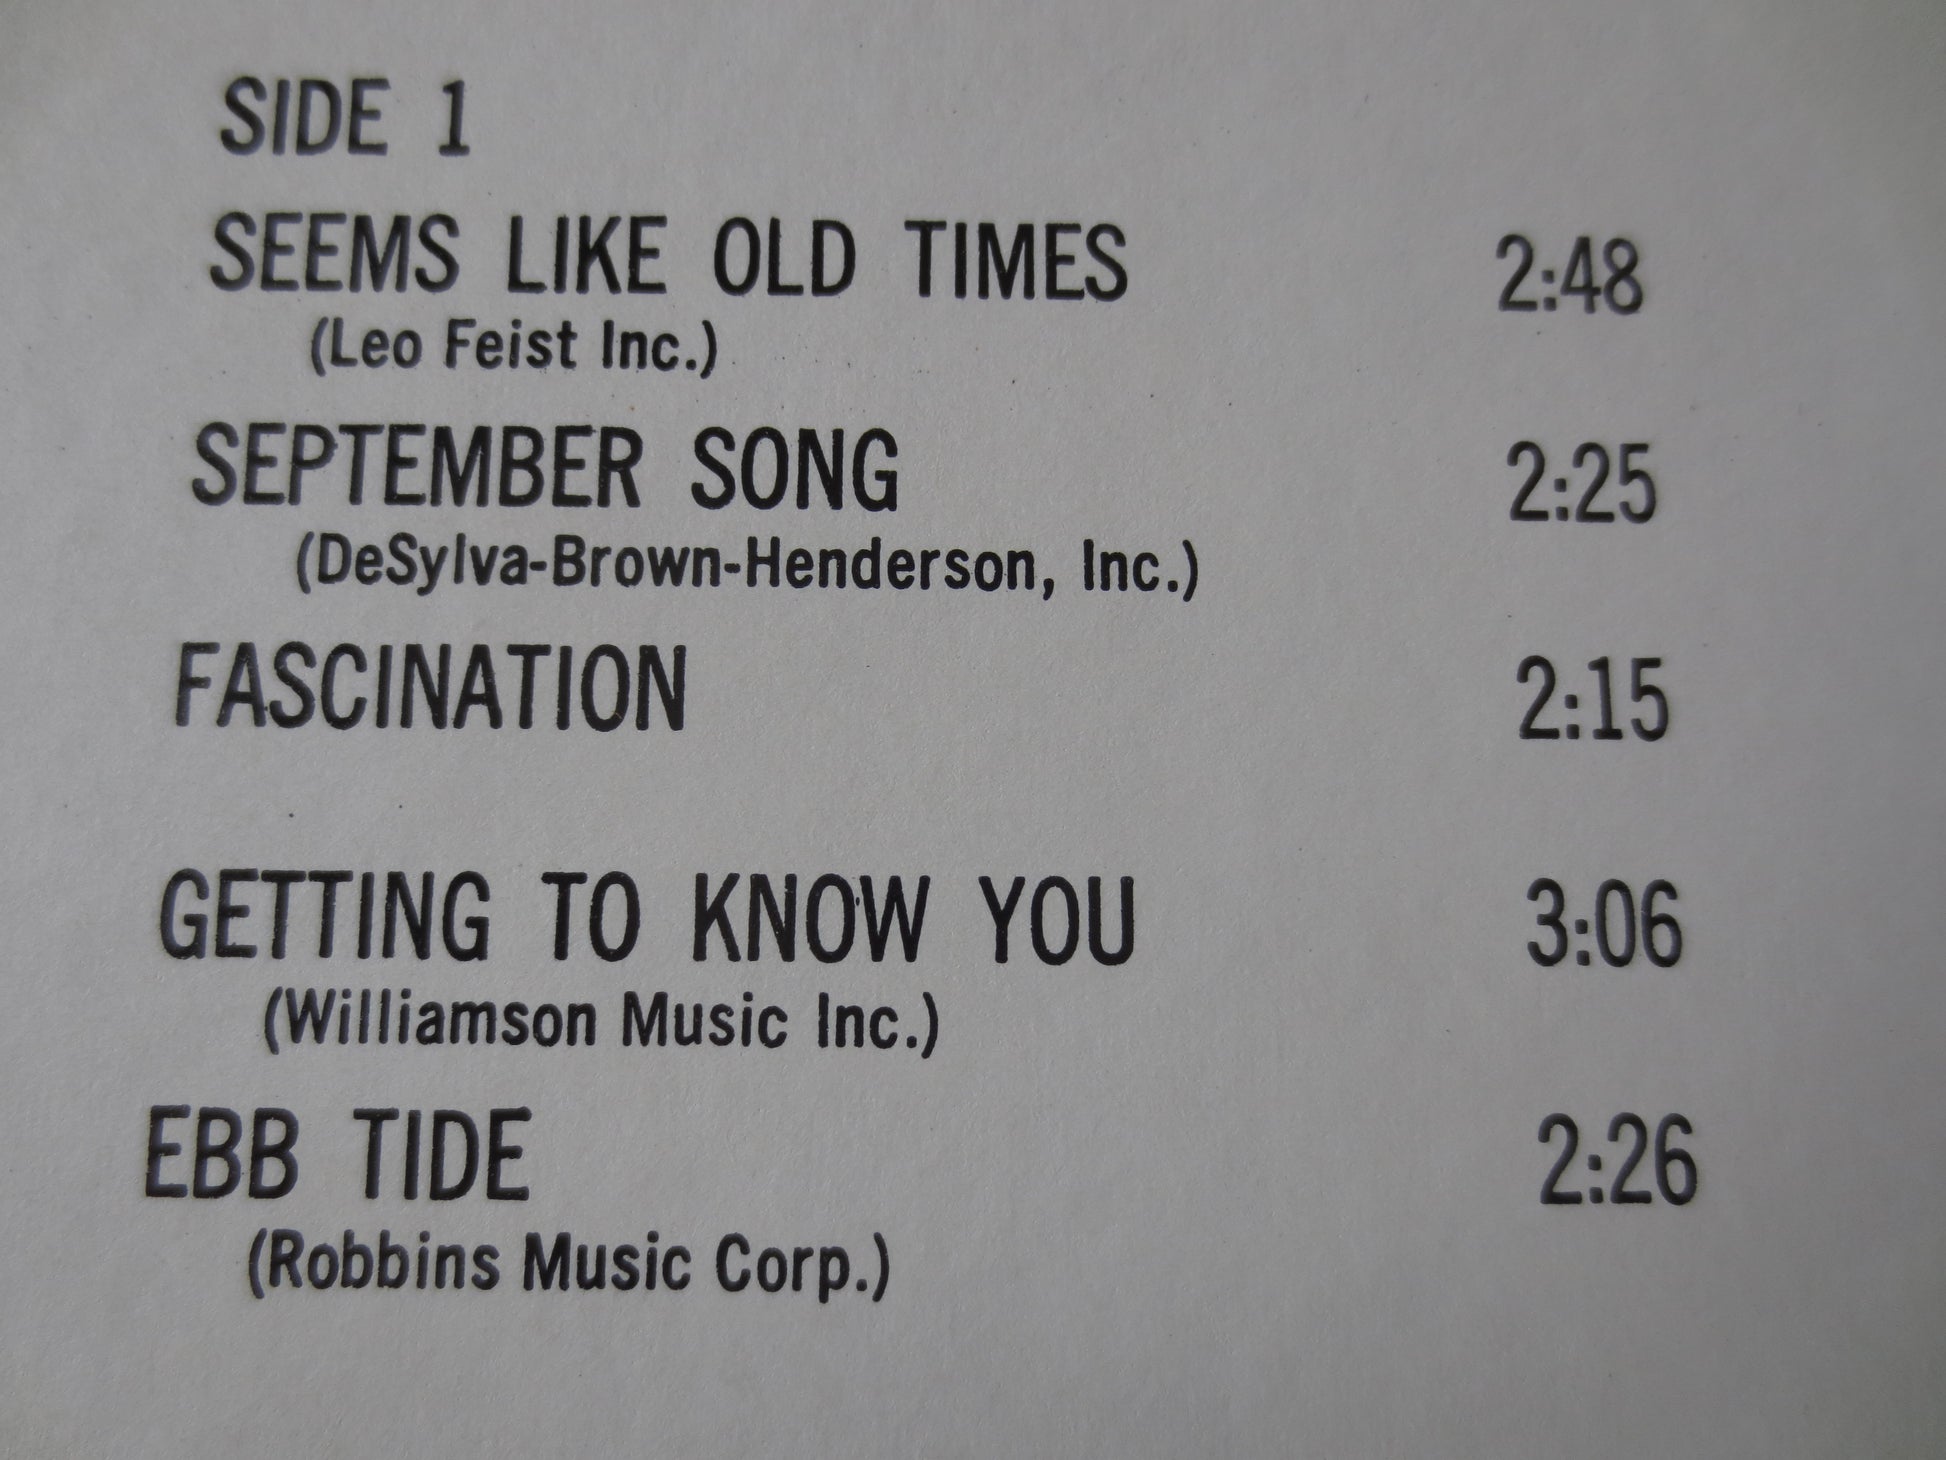 SIDE 1
SEEMS LIKE OLD TIMES 2:48
(Leo Feist Inc.)
SEPTEMBER SONG 2:25
(DeSylva-Brown-Henderson, Inc.)
FASCINATION 2:15
GETTING TO KNOW YOU 3:06
(Williamson Music Inc.)
EBB TIDE 2:26
(Robbins Music Corp.)